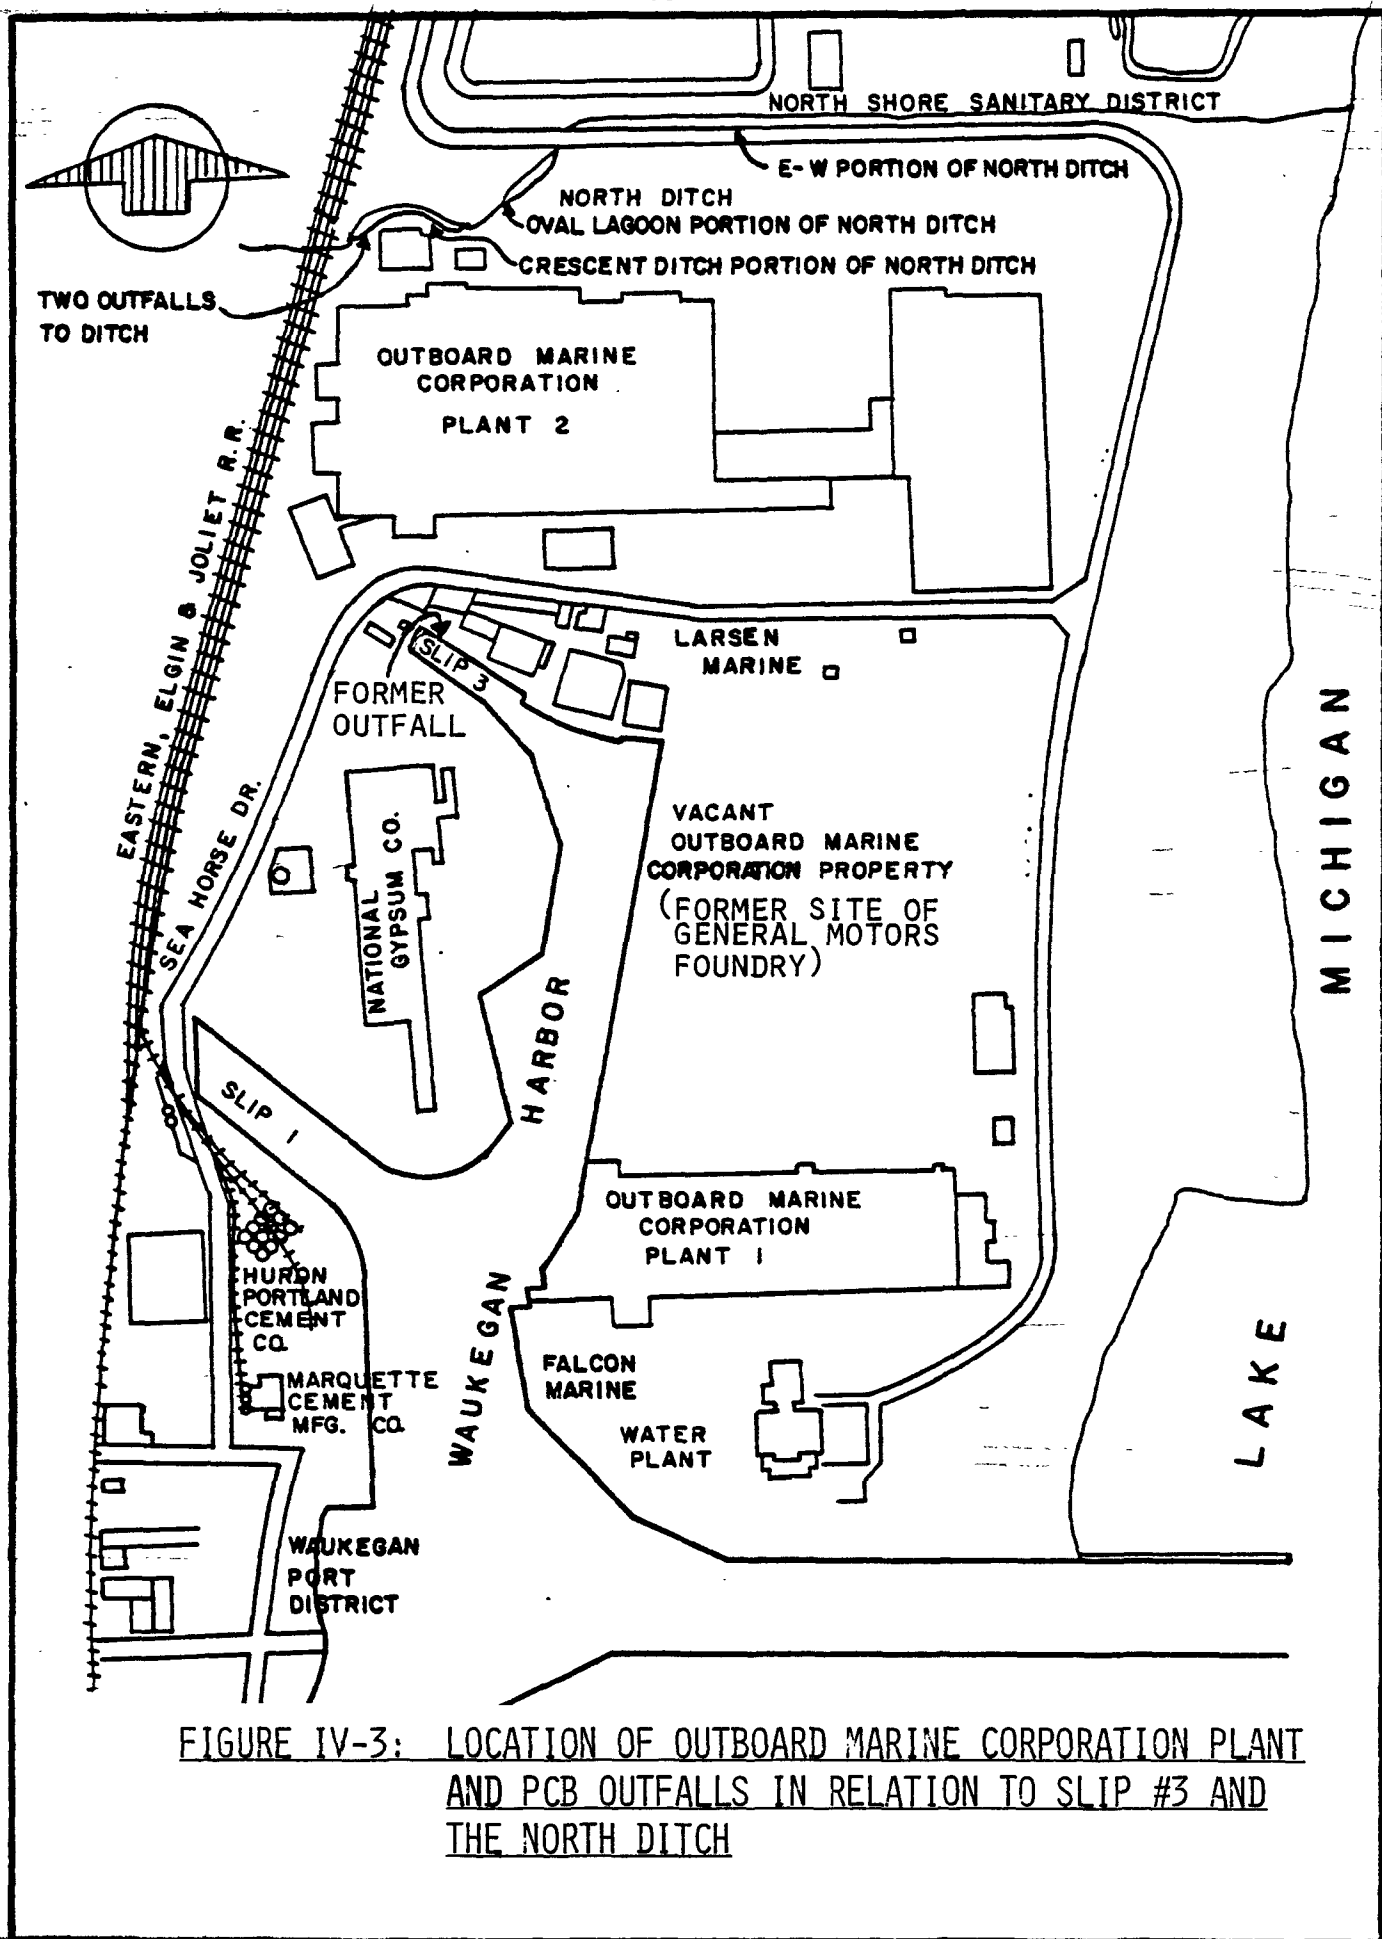 NORTH SHORE SANITARY DISTRICT
E-W PORTION OF NORTH DITCH
NORTH DITCH
OVAL LAGOON PORTION OF NORTH DITCH
CRESCENT DITCH PORTION OF NORTH DITCH
TWO OUTFALLS
TO DITCH
OUTBOARD MARINE
CORPORATION
PLANT 2
EASTERN, ELGIN & JOLIET R.R.
SLIP 3
LARSEN
MARINE
FORMER
OUTFALL
SEA HORSE DR.
NATIONAL
GYPSUM CO.
VACANT
OUTBOARD MARINE
CORPORATION PROPERTY
(FORMER SITE OF
GENERAL MOTORS
FOUNDRY)
LAKE MICHIGAN
SLIP 1
WAUKEGAN HARBOR
OUTBOARD MARINE
CORPORATION
PLANT 1
HURON
PORTLAND
CEMENT
CO.
MARQUETTE
CEMENT
MFG. CO.
FALCON
MARINE
WATER
PLANT
WAUKEGAN
PORT
DISTRICT
FIGURE IV-3: LOCATION OF OUTBOARD MARINE CORPORATION PLANT
AND PCB OUTFALLS IN RELATION TO SLIP #3 AND
THE NORTH DITCH